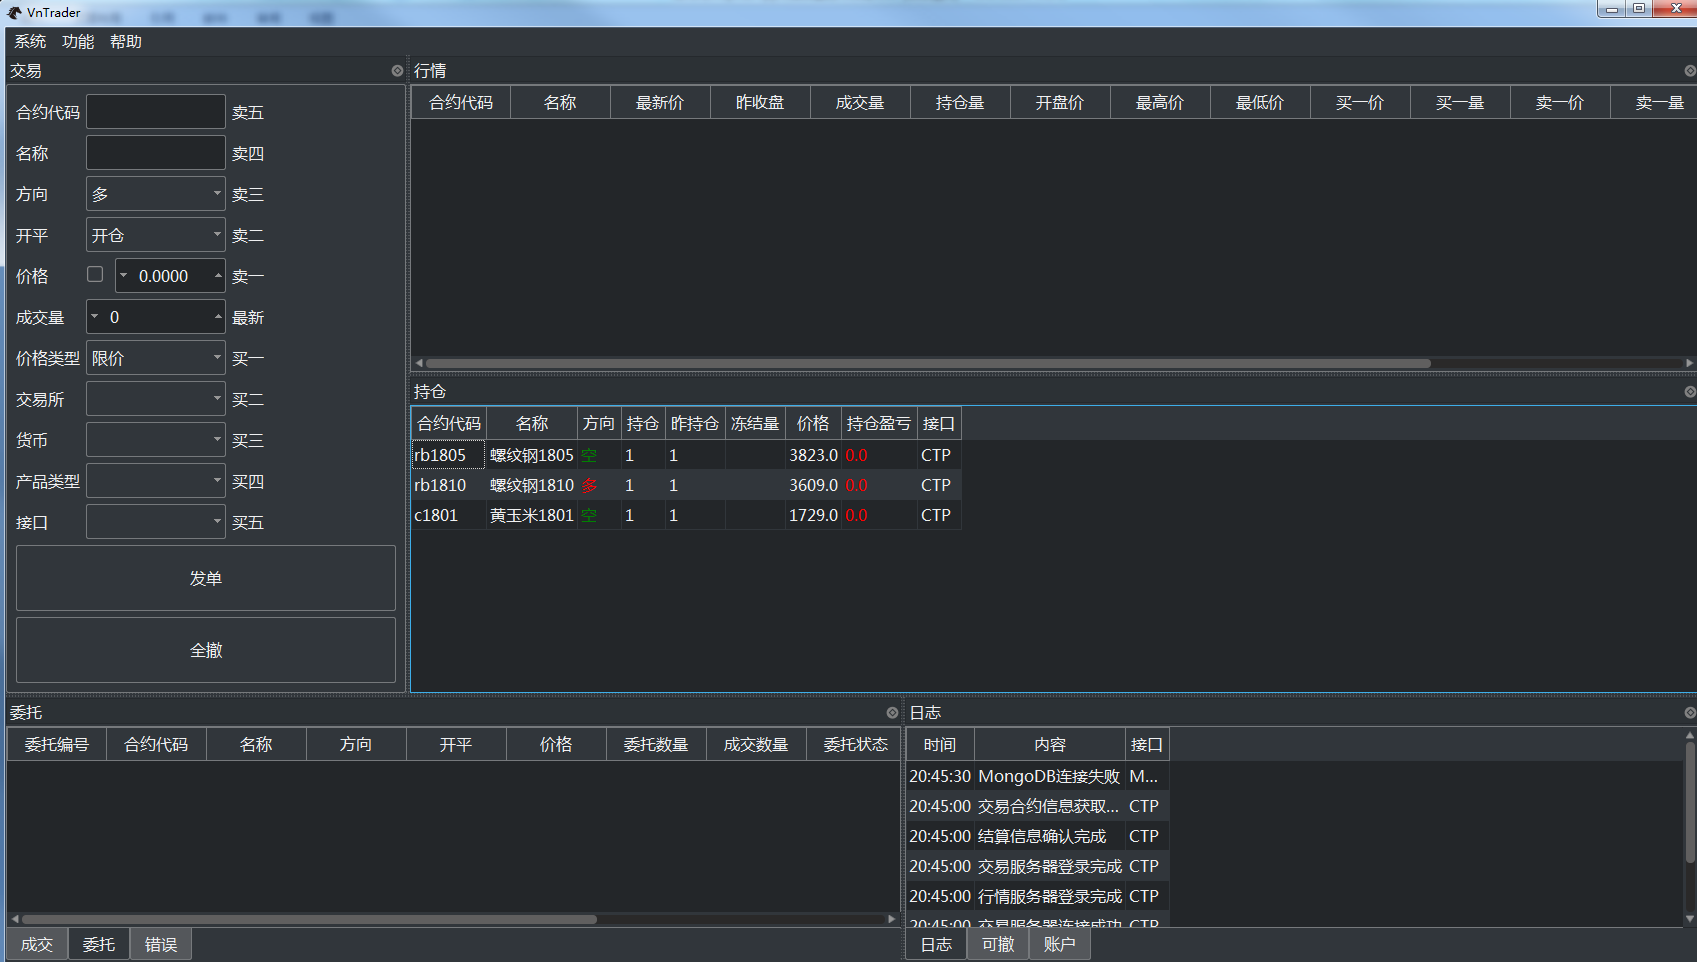 VnTrader
系统 功能 帮助
交易
合约代码 卖五
名称 卖四
方向 多 卖三
开平 开仓 卖二
价格 0.0000 卖一
成交量 0 最新
价格类型 限价 买一
交易所 买二
货币 买三
产品类型 买四
接口 买五
发单
全撤
行情
合约代码 名称 最新价 昨收盘 成交量 持仓量 开盘价 最高价 最低价 买一价 买一量 卖一价 卖一量
持仓
合约代码 名称 方向 持仓 昨持仓 冻结量 价格 持仓盈亏 接口
rb1805 螺纹钢1805 空 1 1 3823.0 0.0 CTP
rb1810 螺纹钢1810 多 1 1 3609.0 0.0 CTP
c1801 黄玉米1801 空 1 1 1729.0 0.0 CTP
委托
委托编号 合约代码 名称 方向 开平 价格 委托数量 成交数量 委托状态
成交 委托 错误
日志
时间 内容 接口
20:45:30 MongoDB连接失败 M...
20:45:00 交易合约信息获取... CTP
20:45:00 结算信息确认完成 CTP
20:45:00 交易服务器登录完成 CTP
20:45:00 行情服务器登录完成 CTP
20:45:00 交易服务器连接成功 CTP
日志 可撤 账户